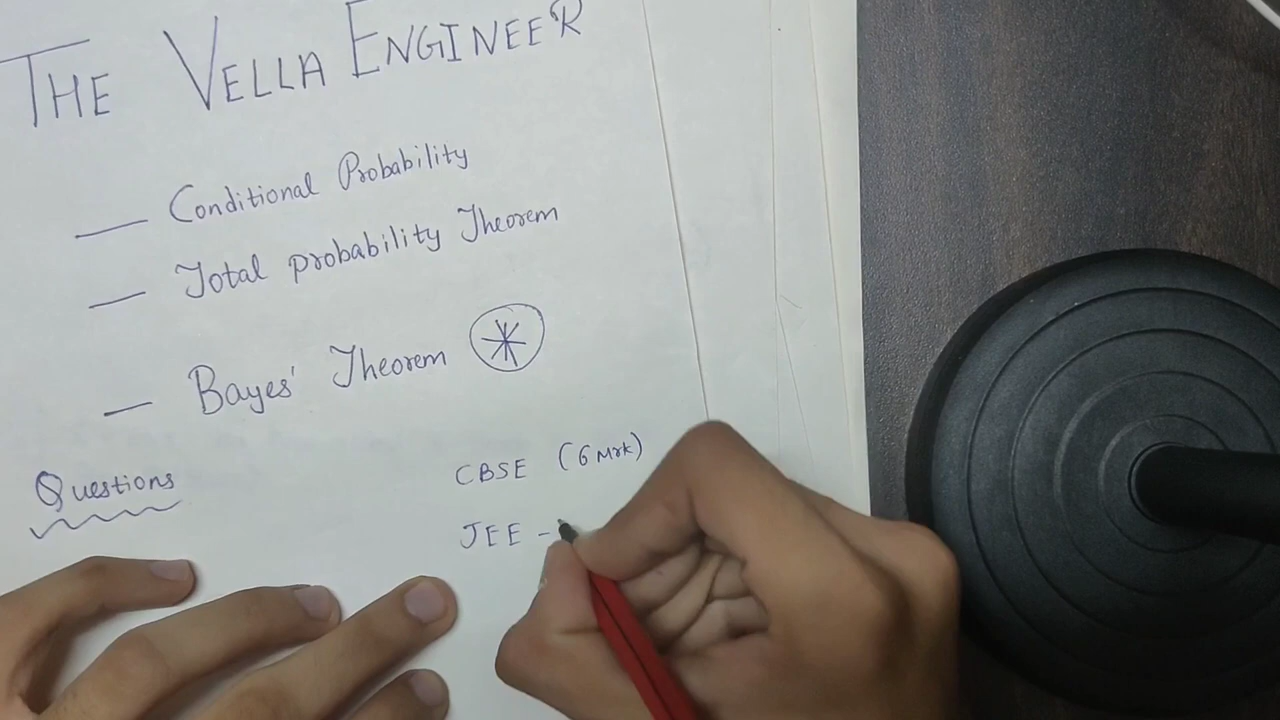 THE VELLA ENGINEER
— Conditional Probability
— Total probability Theorem
— Bayes' Theorem *
Questions
CBSE (6 Mrk)
JEE -